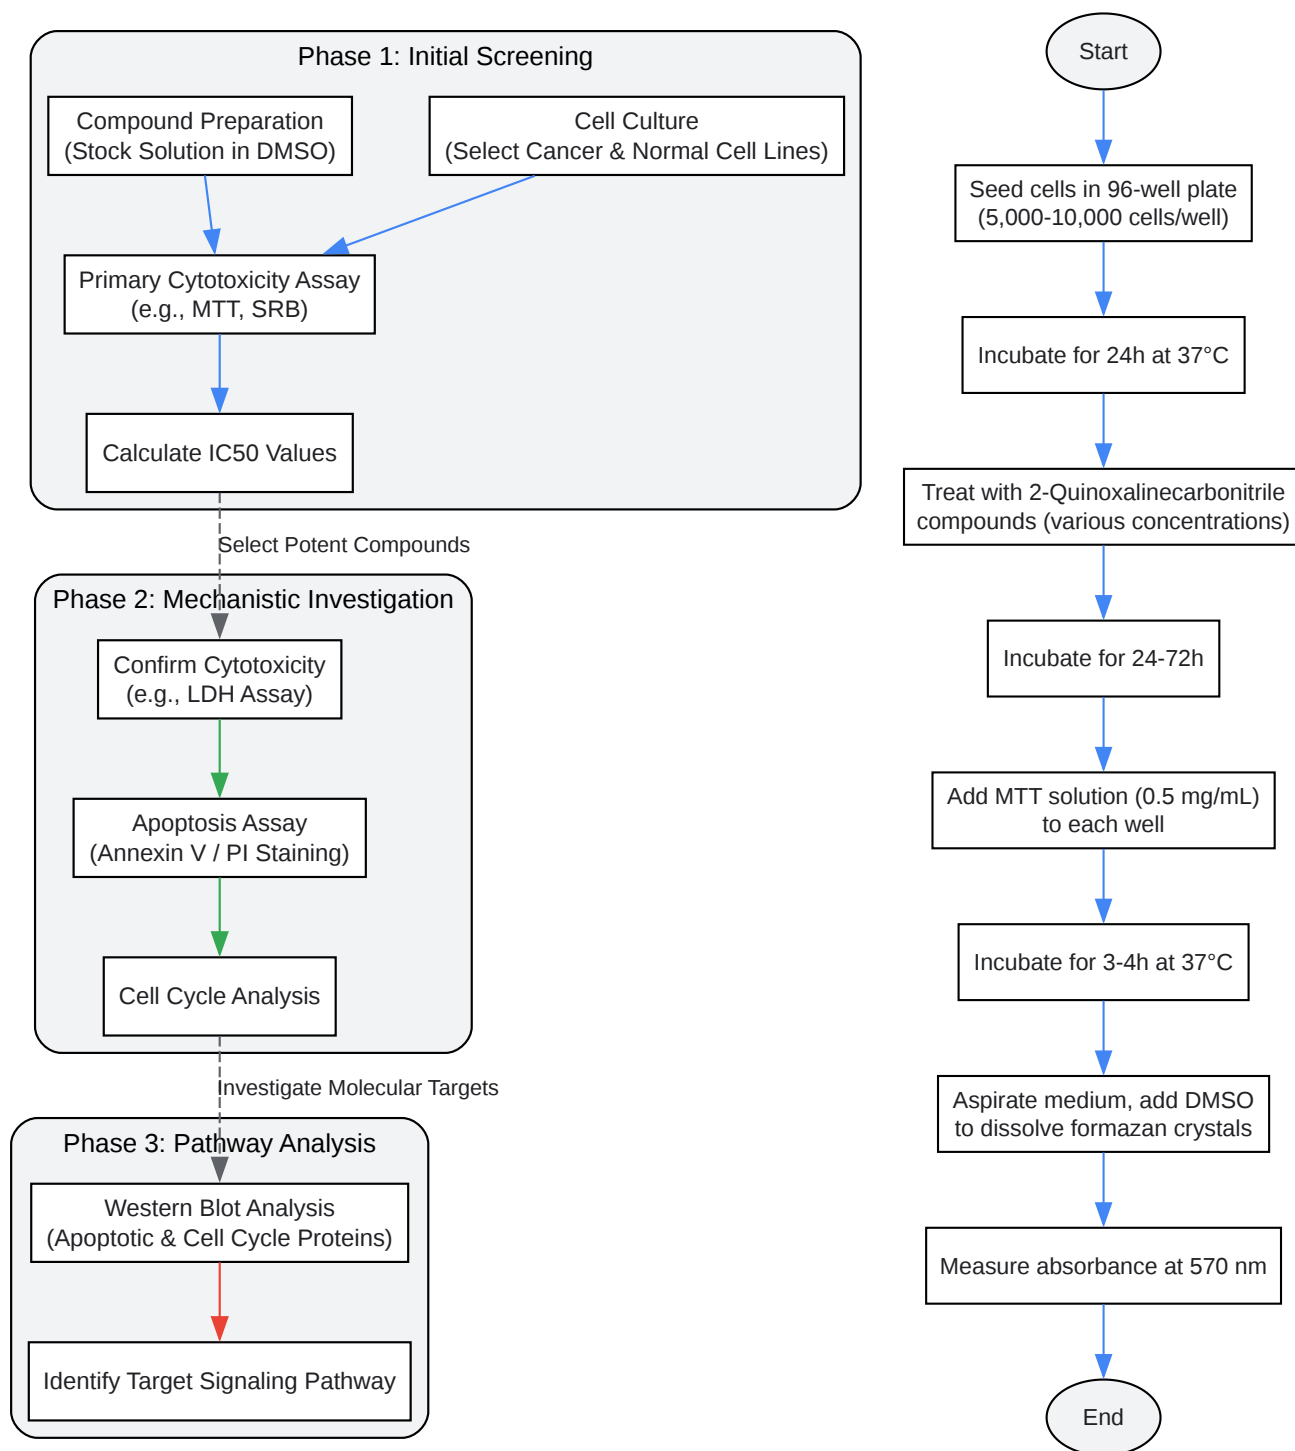 Phase 1: Initial Screening
Compound Preparation
(Stock Solution in DMSO)
Cell Culture
(Select Cancer & Normal Cell Lines)
Primary Cytotoxicity Assay
(e.g., MTT, SRB)
Calculate IC50 Values
Select Potent Compounds
Phase 2: Mechanistic Investigation
Confirm Cytotoxicity
(e.g., LDH Assay)
Apoptosis Assay
(Annexin V / PI Staining)
Cell Cycle Analysis
Investigate Molecular Targets
Phase 3: Pathway Analysis
Western Blot Analysis
(Apoptotic & Cell Cycle Proteins)
Identify Target Signaling Pathway
Start
Seed cells in 96-well plate
(5,000-10,000 cells/well)
Incubate for 24h at 37°C
Treat with 2-Quinoxalinecarbonitrile
compounds (various concentrations)
Incubate for 24-72h
Add MTT solution (0.5 mg/mL)
to each well
Incubate for 3-4h at 37°C
Aspirate medium, add DMSO
to dissolve formazan crystals
Measure absorbance at 570 nm
End